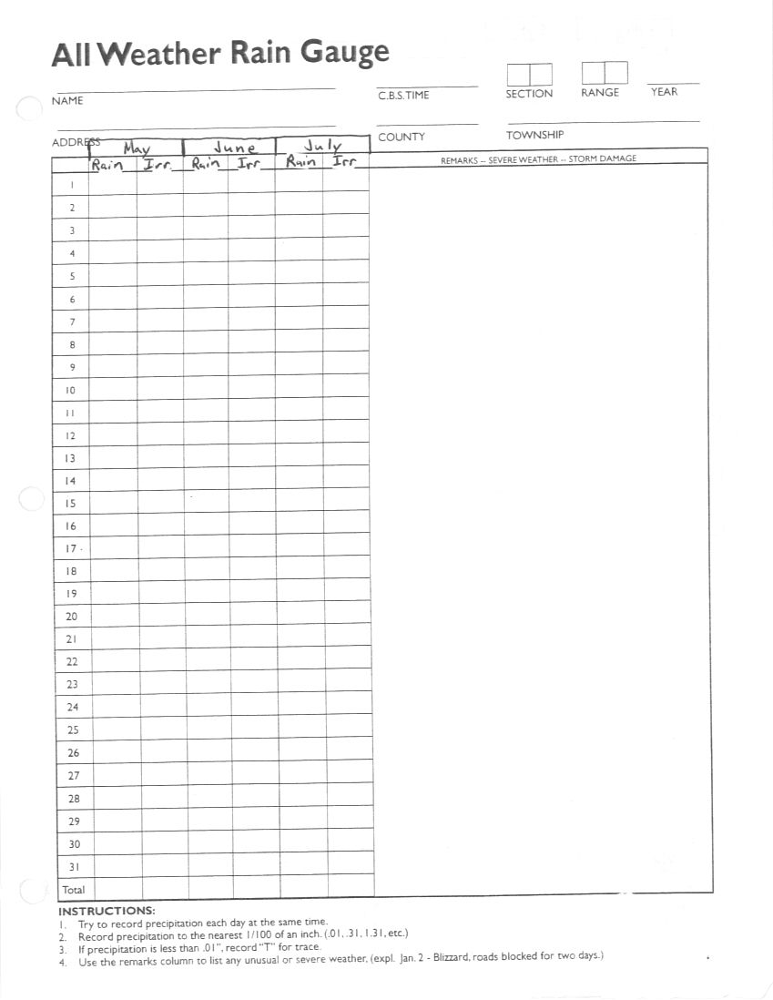 All Weather Rain Gauge
NAME
C.B.S.TIME
SECTION
RANGE
YEAR
ADDRESS
COUNTY
TOWNSHIP
May June July
Rain Irr. Rain Irr Rain Irr
REMARKS -- SEVERE WEATHER -- STORM DAMAGE
1
2
3
4
5
6
7
8
9
10
11
12
13
14
15
16
17
18
19
20
21
22
23
24
25
26
27
28
29
30
31
Total
INSTRUCTIONS:
1. Try to record precipitation each day at the same time.
2. Record precipitation to the nearest 1/100 of an inch. (.01, .31, 1.31, etc.)
3. If precipitation is less than .01", record "T" for trace.
4. Use the remarks column to list any unusual or severe weather, (expl. Jan. 2 - Blizzard, roads blocked for two days.)